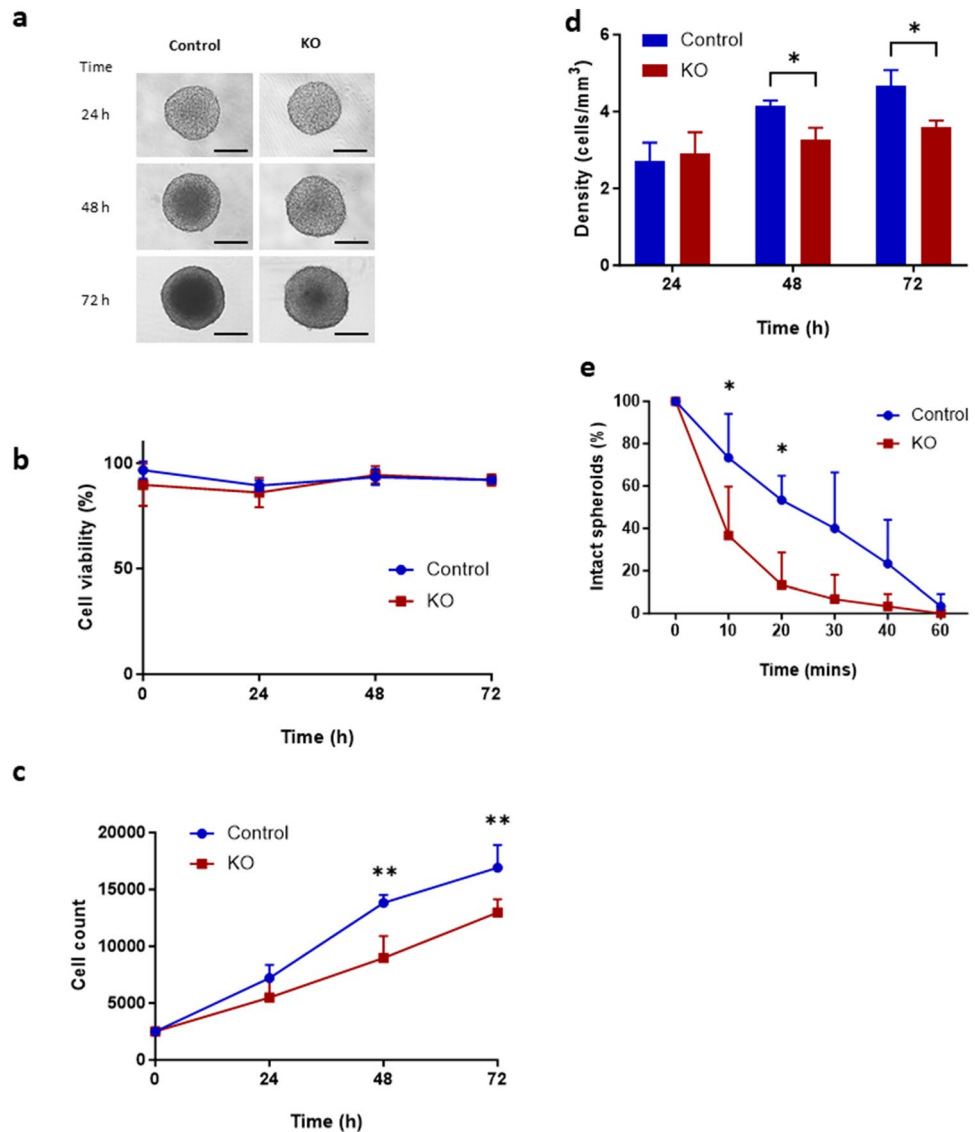 a
Control KO
Time
24 h
48 h
72 h
b
Cell viability (%)
100
50
0
Control
KO
0 24 48 72
Time (h)
c
Cell count
20000
15000
10000
5000
0
Control
KO
**
**
0 24 48 72
Time (h)
d
Density (cells/mm³)
6
4
2
0
Control
KO
*
*
24 48 72
Time (h)
e
Intact spheroids (%)
100
80
60
40
20
0
*
*
Control
KO
0 10 20 30 40 60
Time (mins)